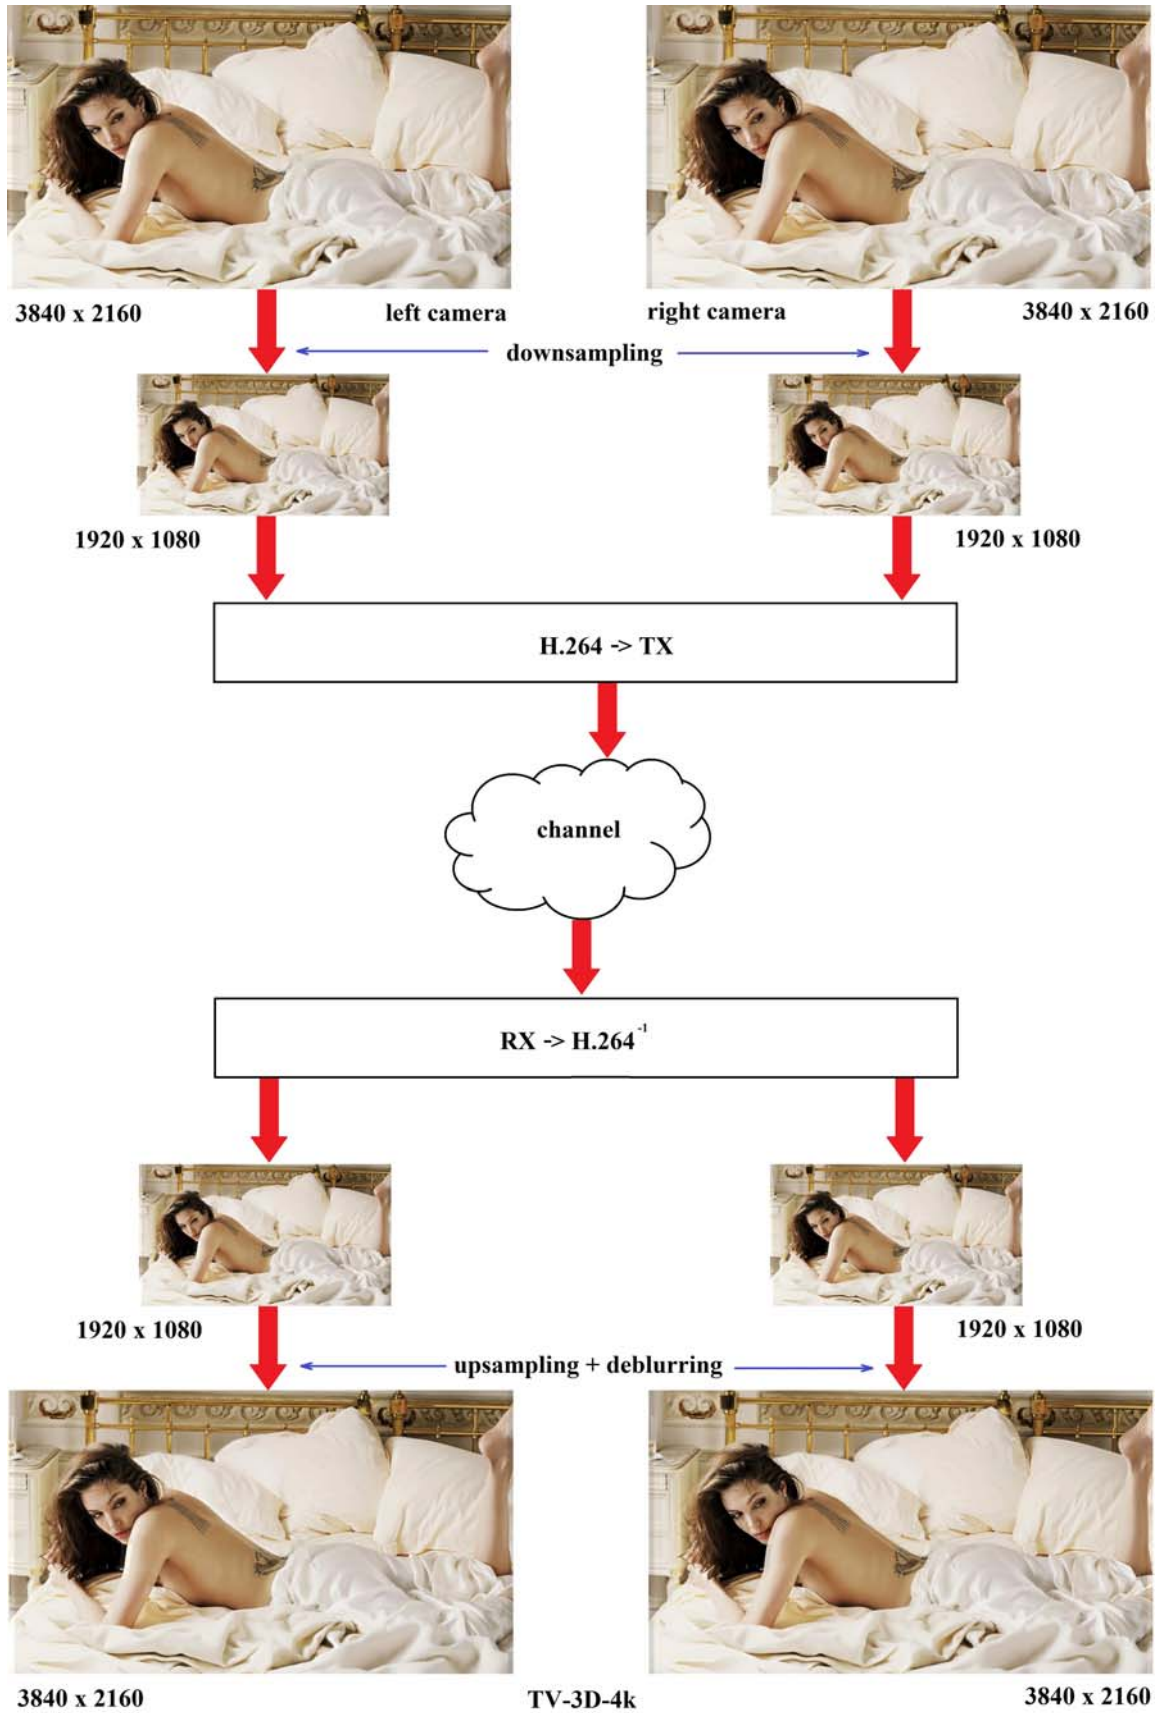 3840 x 2160
left camera
right camera
3840 x 2160
downsampling
1920 x 1080
1920 x 1080
H.264 -> TX
channel
RX -> H.264⁻¹
1920 x 1080
1920 x 1080
upsampling + deblurring
3840 x 2160
TV-3D-4k
3840 x 2160